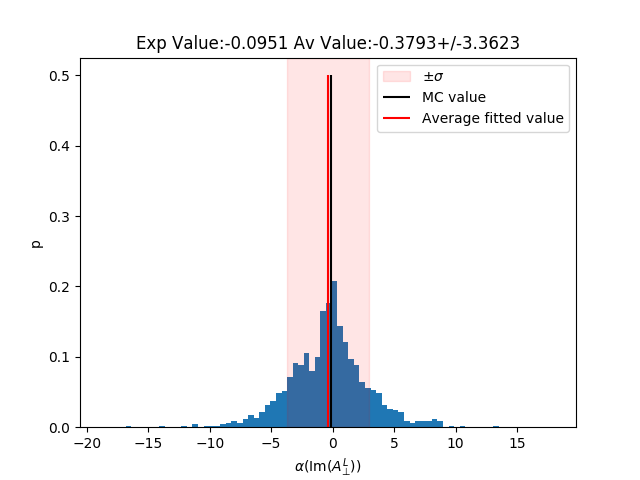 Exp Value:-0.0951 Av Value:-0.3793+/-3.3623
±σ
MC value
Average fitted value
0.5
0.4
0.3
0.2
0.1
0.0
p
−20 −15 −10 −5 0 5 10 15
α(Im(A⊥^L))